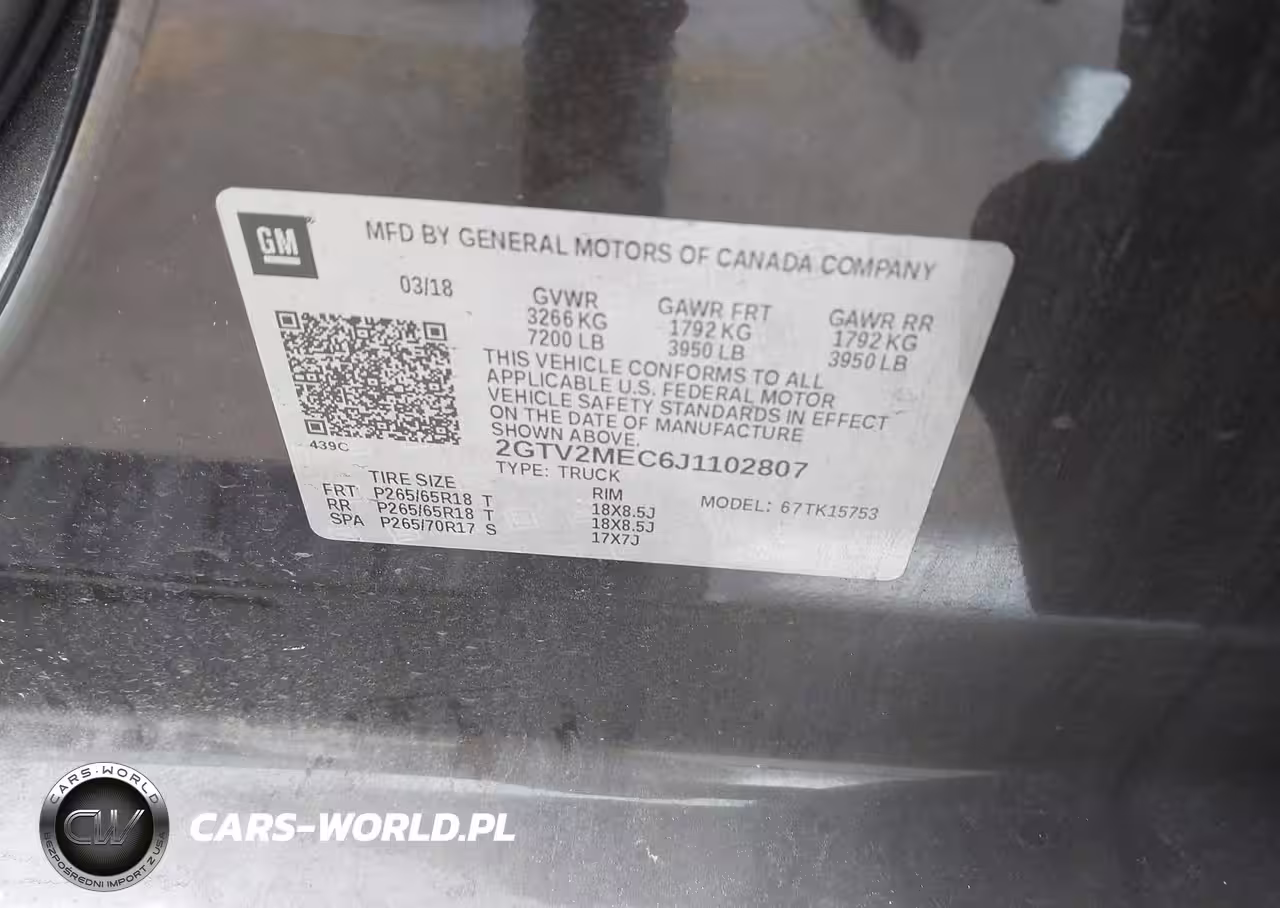 GM
MFD BY GENERAL MOTORS OF CANADA COMPANY
03/18
GVWR GAWR FRT GAWR RR
3266 KG 1792 KG 1792 KG
7200 LB 3950 LB 3950 LB
THIS VEHICLE CONFORMS TO ALL
APPLICABLE U.S. FEDERAL MOTOR
VEHICLE SAFETY STANDARDS IN EFFECT
ON THE DATE OF MANUFACTURE
SHOWN ABOVE.
439C
2GTV2MEC6J1102807
TYPE: TRUCK
TIRE SIZE RIM MODEL: 67TK15753
FRT P265/65R18 T 18X8.5J
RR P265/65R18 T 18X8.5J
SPA P265/70R17 S 17X7J
CARS-WORLD
CW
BEZPOŚREDNI IMPORT Z USA
CARS-WORLD.PL